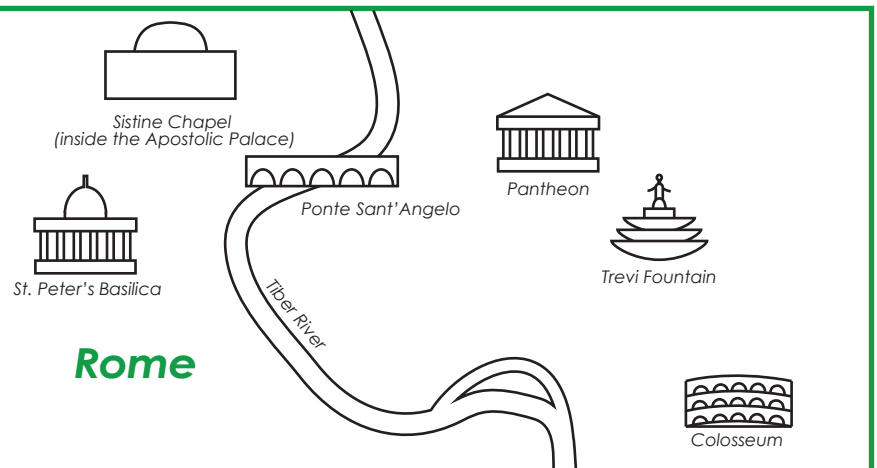 Sistine Chapel
(inside the Apostolic Palace)
Pantheon
Ponte Sant'Angelo
Trevi Fountain
St. Peter's Basilica
Tiber River
Rome
Colosseum